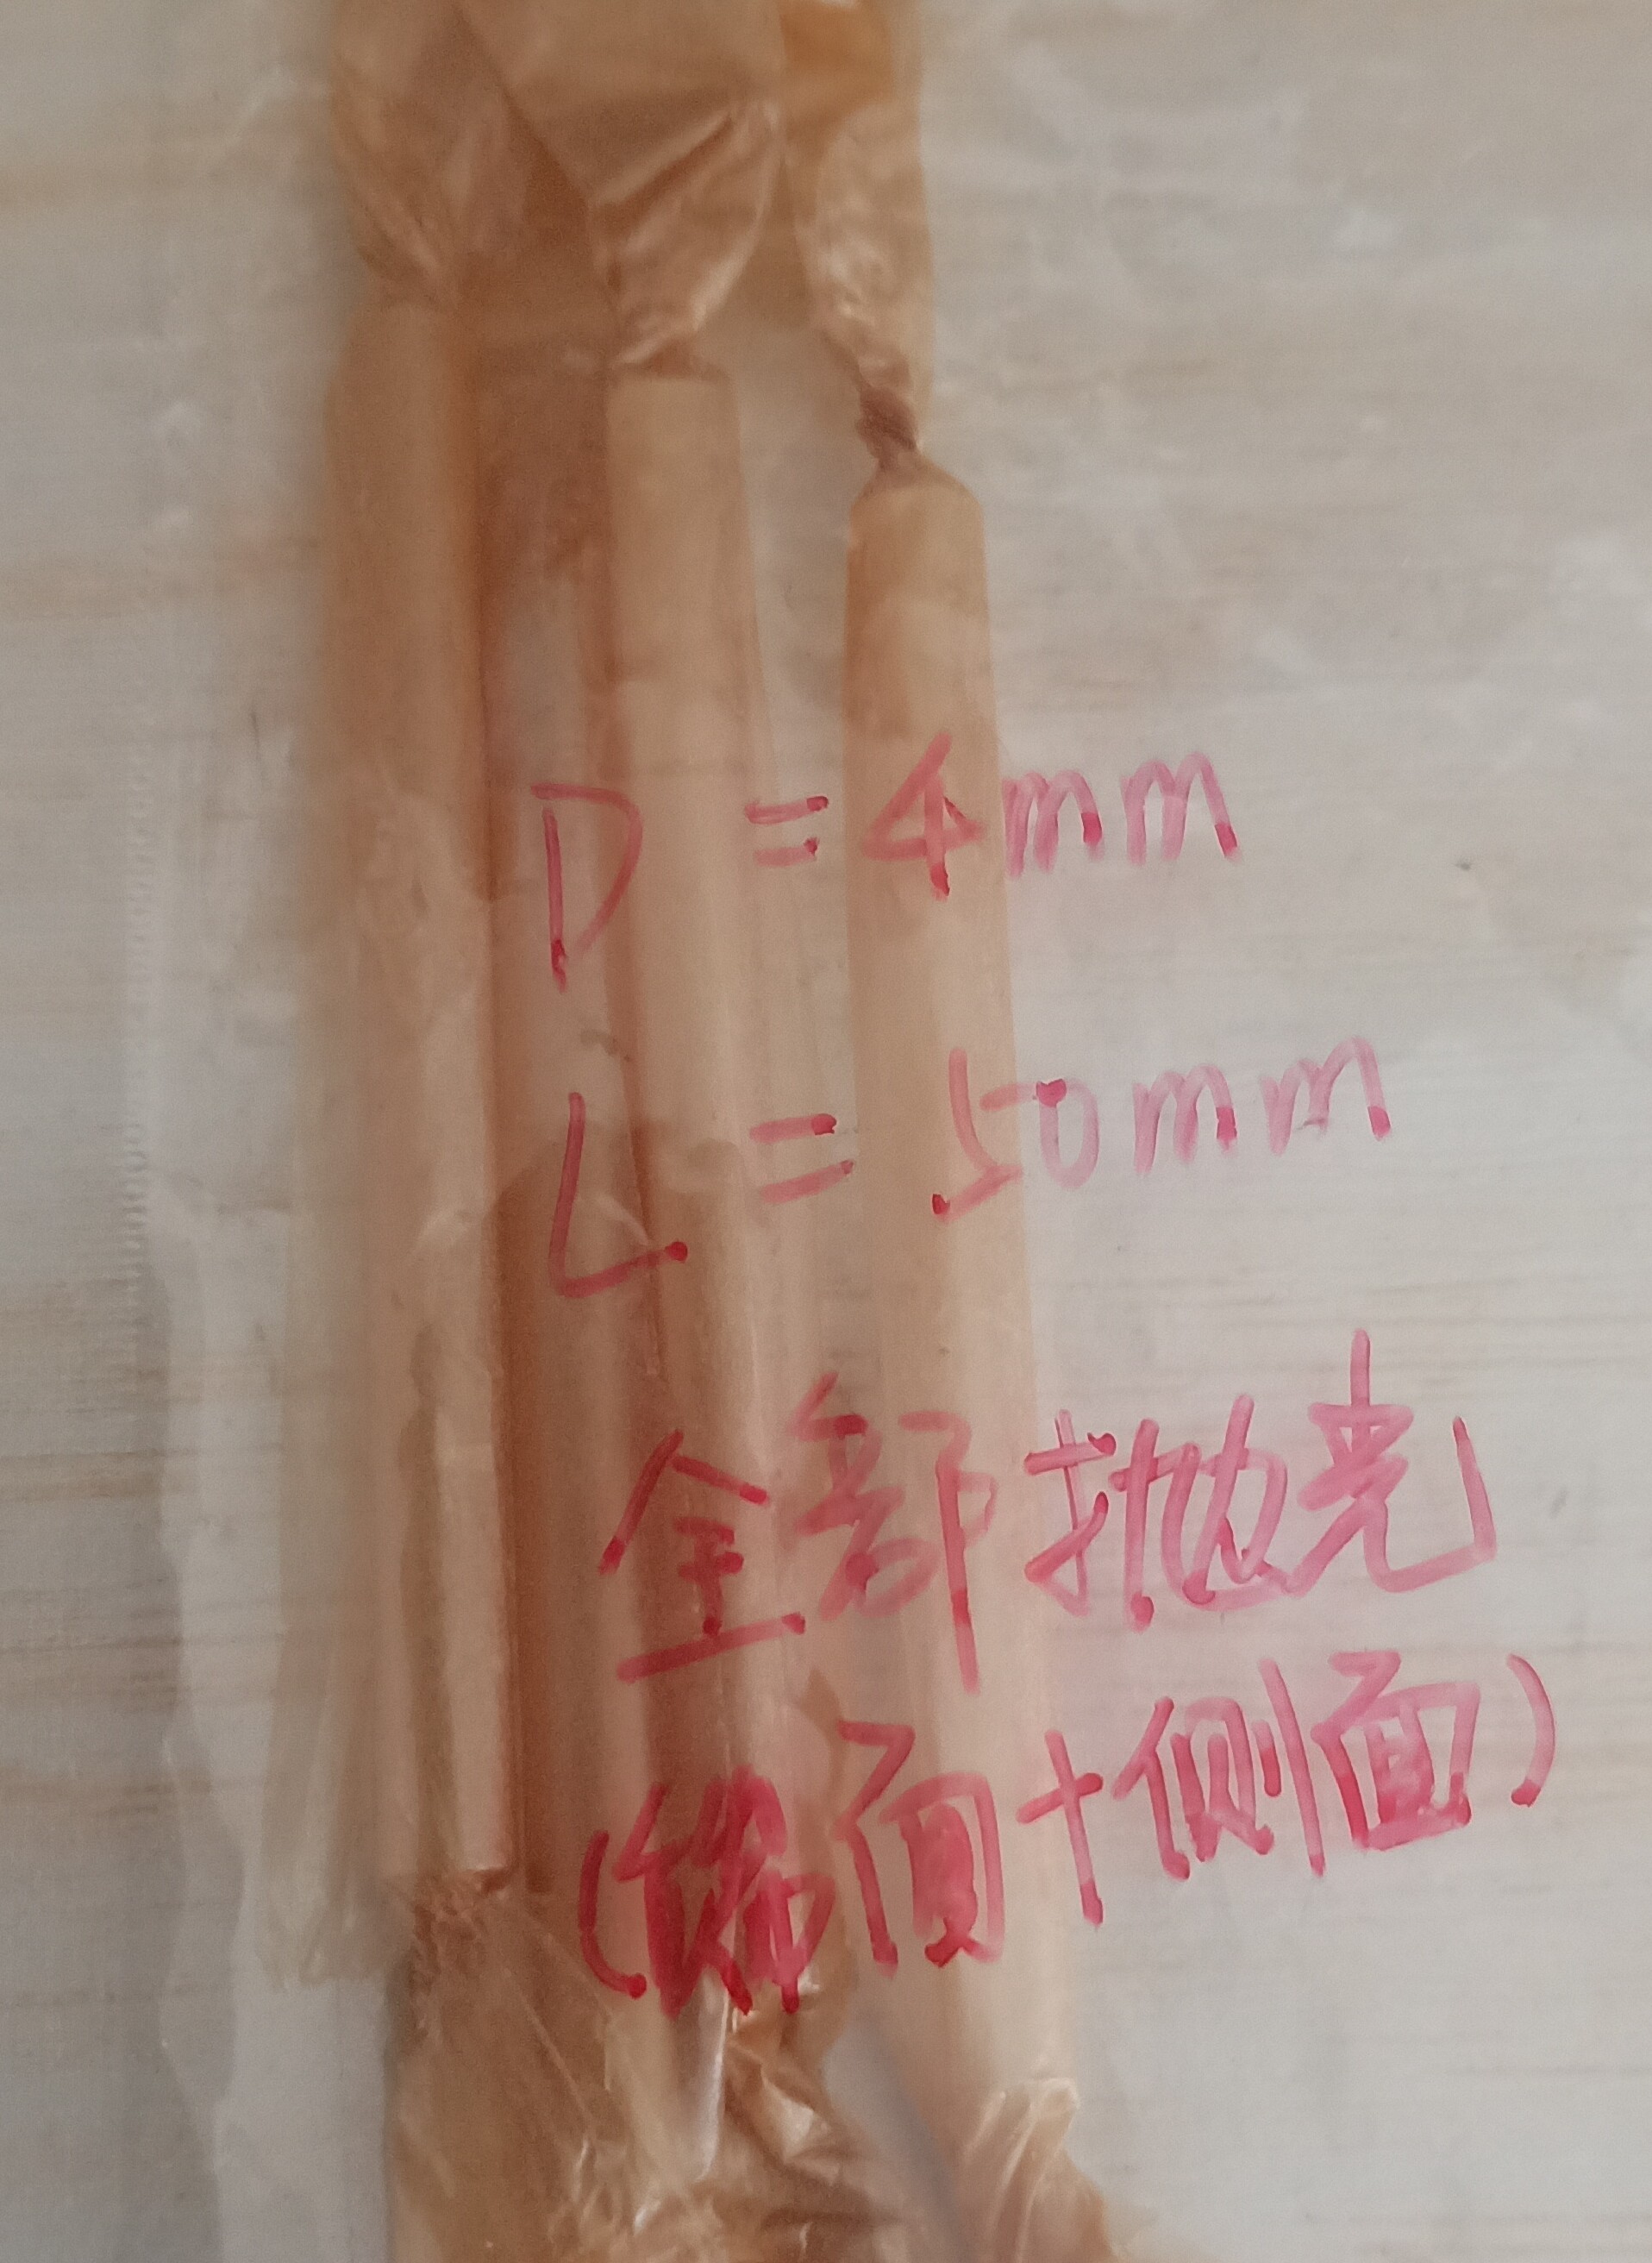 D = 4mm
L = 50mm
全部抛光
(端面+侧面)